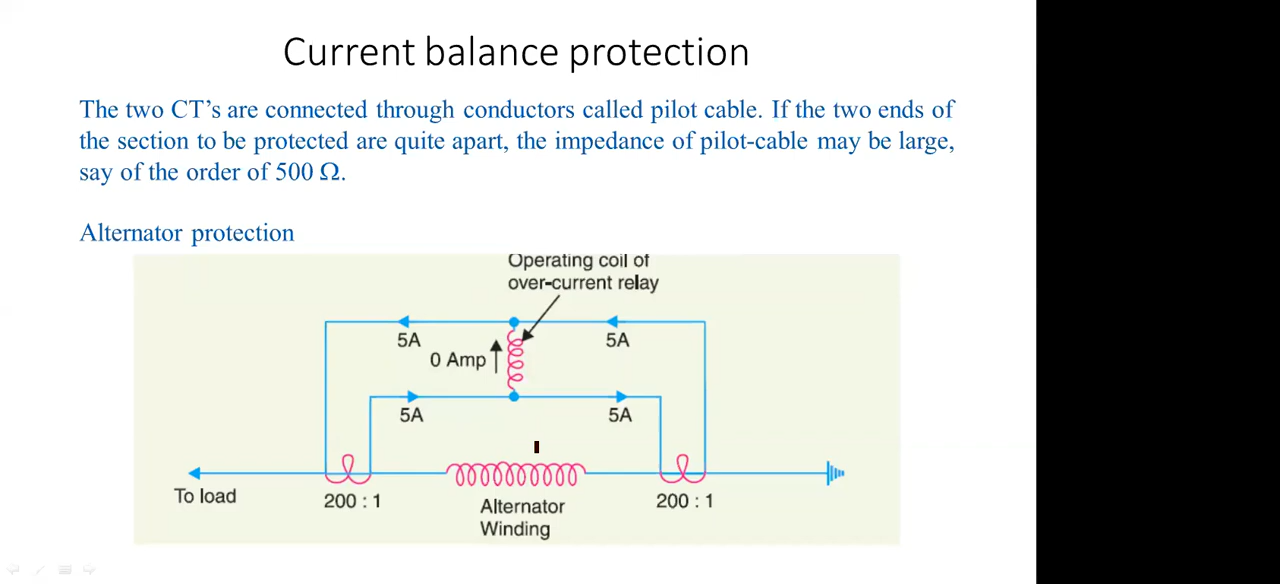 Current balance protection
The two CT's are connected through conductors called pilot cable. If the two ends of
the section to be protected are quite apart, the impedance of pilot-cable may be large,
say of the order of 500 Ω.
Alternator protection
Operating coil of
over-current relay
5A
0 Amp
5A
5A
5A
To load
200 : 1
Alternator
Winding
200 : 1